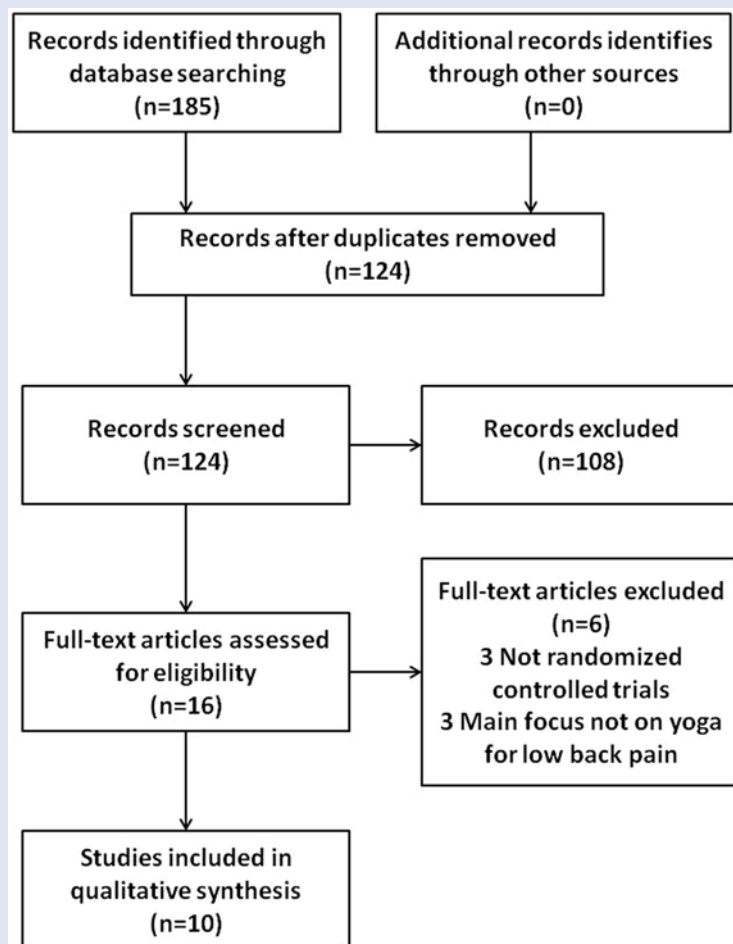 Records identified through
database searching
(n=185)
Additional records identifies
through other sources
(n=0)
Records after duplicates removed
(n=124)
Records screened
(n=124)
Records excluded
(n=108)
Full-text articles assessed
for eligibility
(n=16)
Full-text articles excluded
(n=6)
3 Not randomized
controlled trials
3 Main focus not on yoga
for low back pain
Studies included in
qualitative synthesis
(n=10)